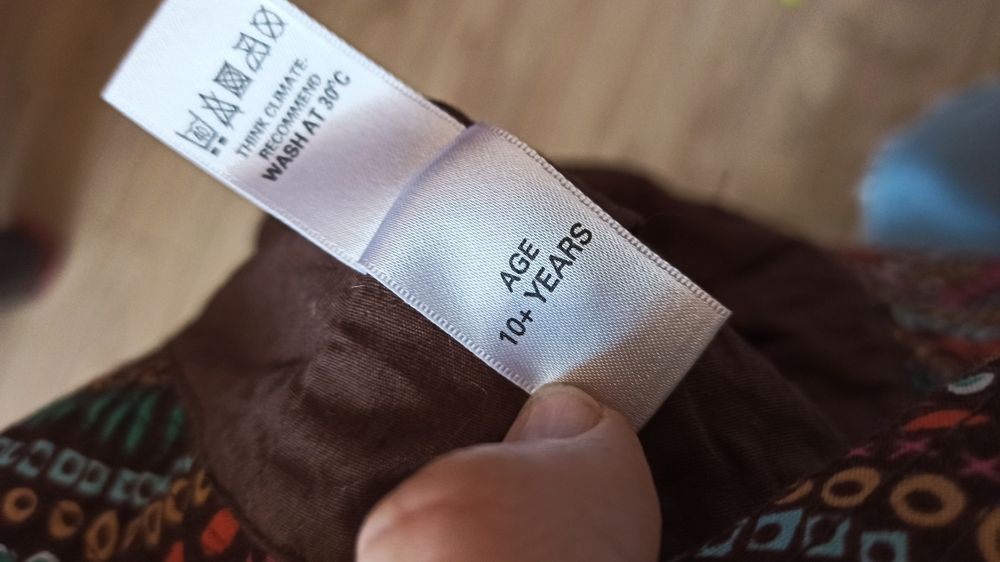 THINK CLIMATE-
RECOMMEND
WASH AT 30°C
AGE
10+ YEARS